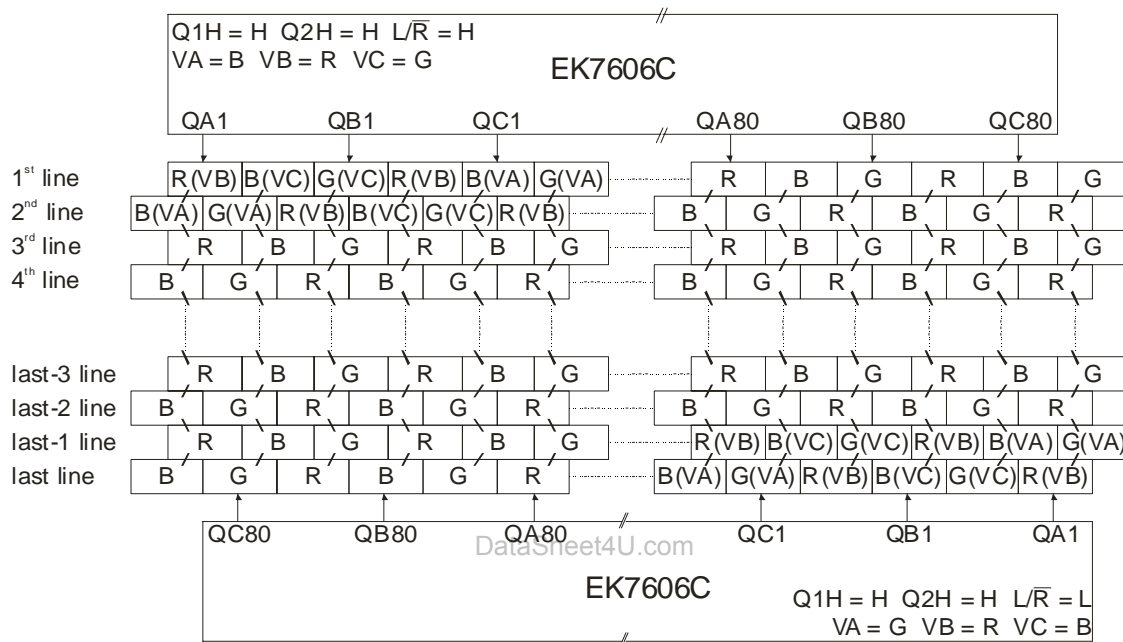 Q1H = H Q2H = H L/R̅ = H
VA = B VB = R VC = G
EK7606C
QA1 QB1 QC1 QA80 QB80 QC80
1st line R(VB) B(VC) G(VC) R(VB) B(VA) G(VA) R B G R B G
2nd line B(VA) G(VA) R(VB) B(VC) G(VC) R(VB) B G R B G R
3rd line R B G R B G R B G R B G
4th line B G R B G R B G R B G R
last-3 line R B G R B G R B G R B G
last-2 line B G R B G R B G R B G R
last-1 line R B G R B G R(VB) B(VC) G(VC) R(VB) B(VA) G(VA)
last line B G R B G R B(VA) G(VA) R(VB) B(VC) G(VC) R(VB)
QC80 QB80 QA80 QC1 QB1 QA1
DataSheet4U.com
EK7606C
Q1H = H Q2H = H L/R̅ = L
VA = G VB = R VC = B